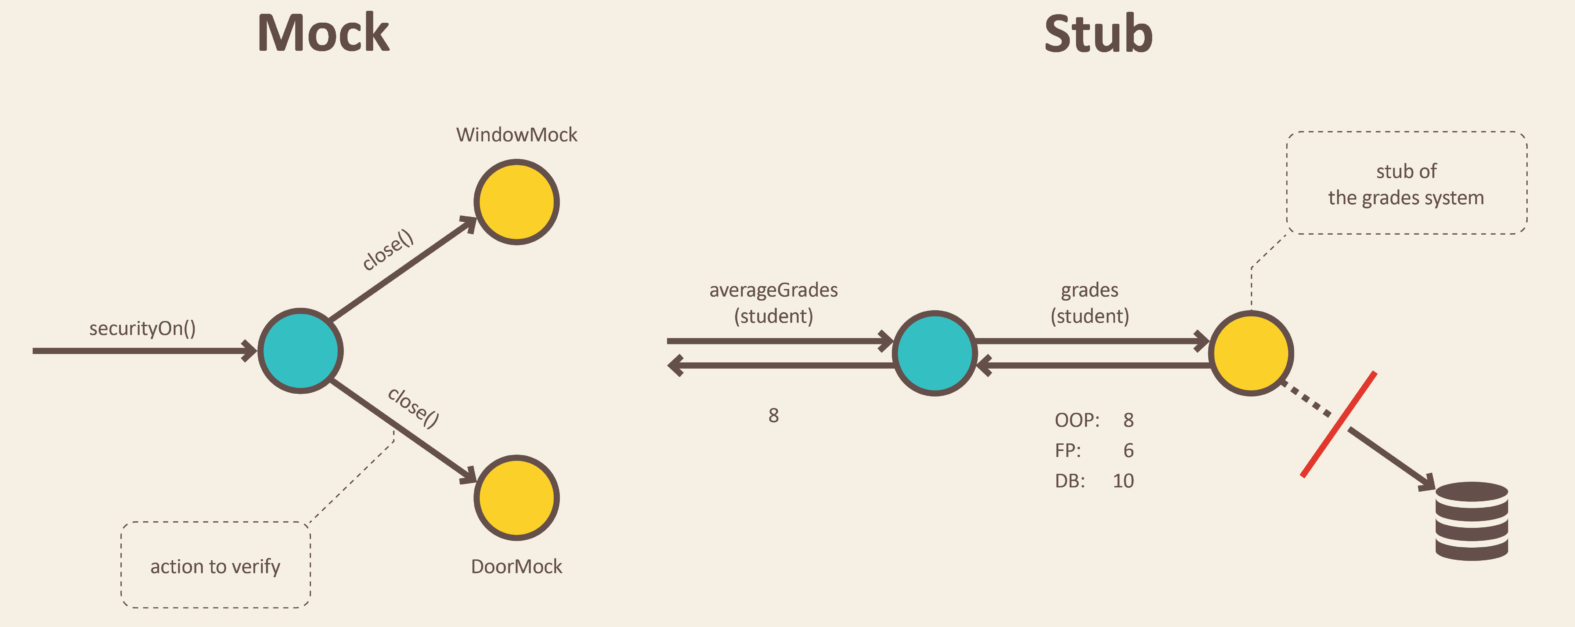 Mock
WindowMock
close()
securityOn()
close()
action to verify
DoorMock
Stub
stub of
the grades system
averageGrades
(student)
grades
(student)
8
OOP: 8
FP: 6
DB: 10